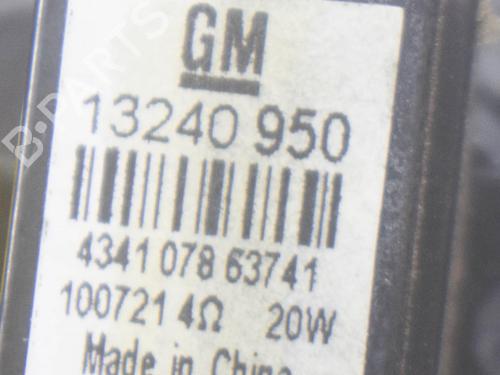 GM
13240 950
4341 078 63741
100721 4Ω 20W
Made in China
B-PARTS